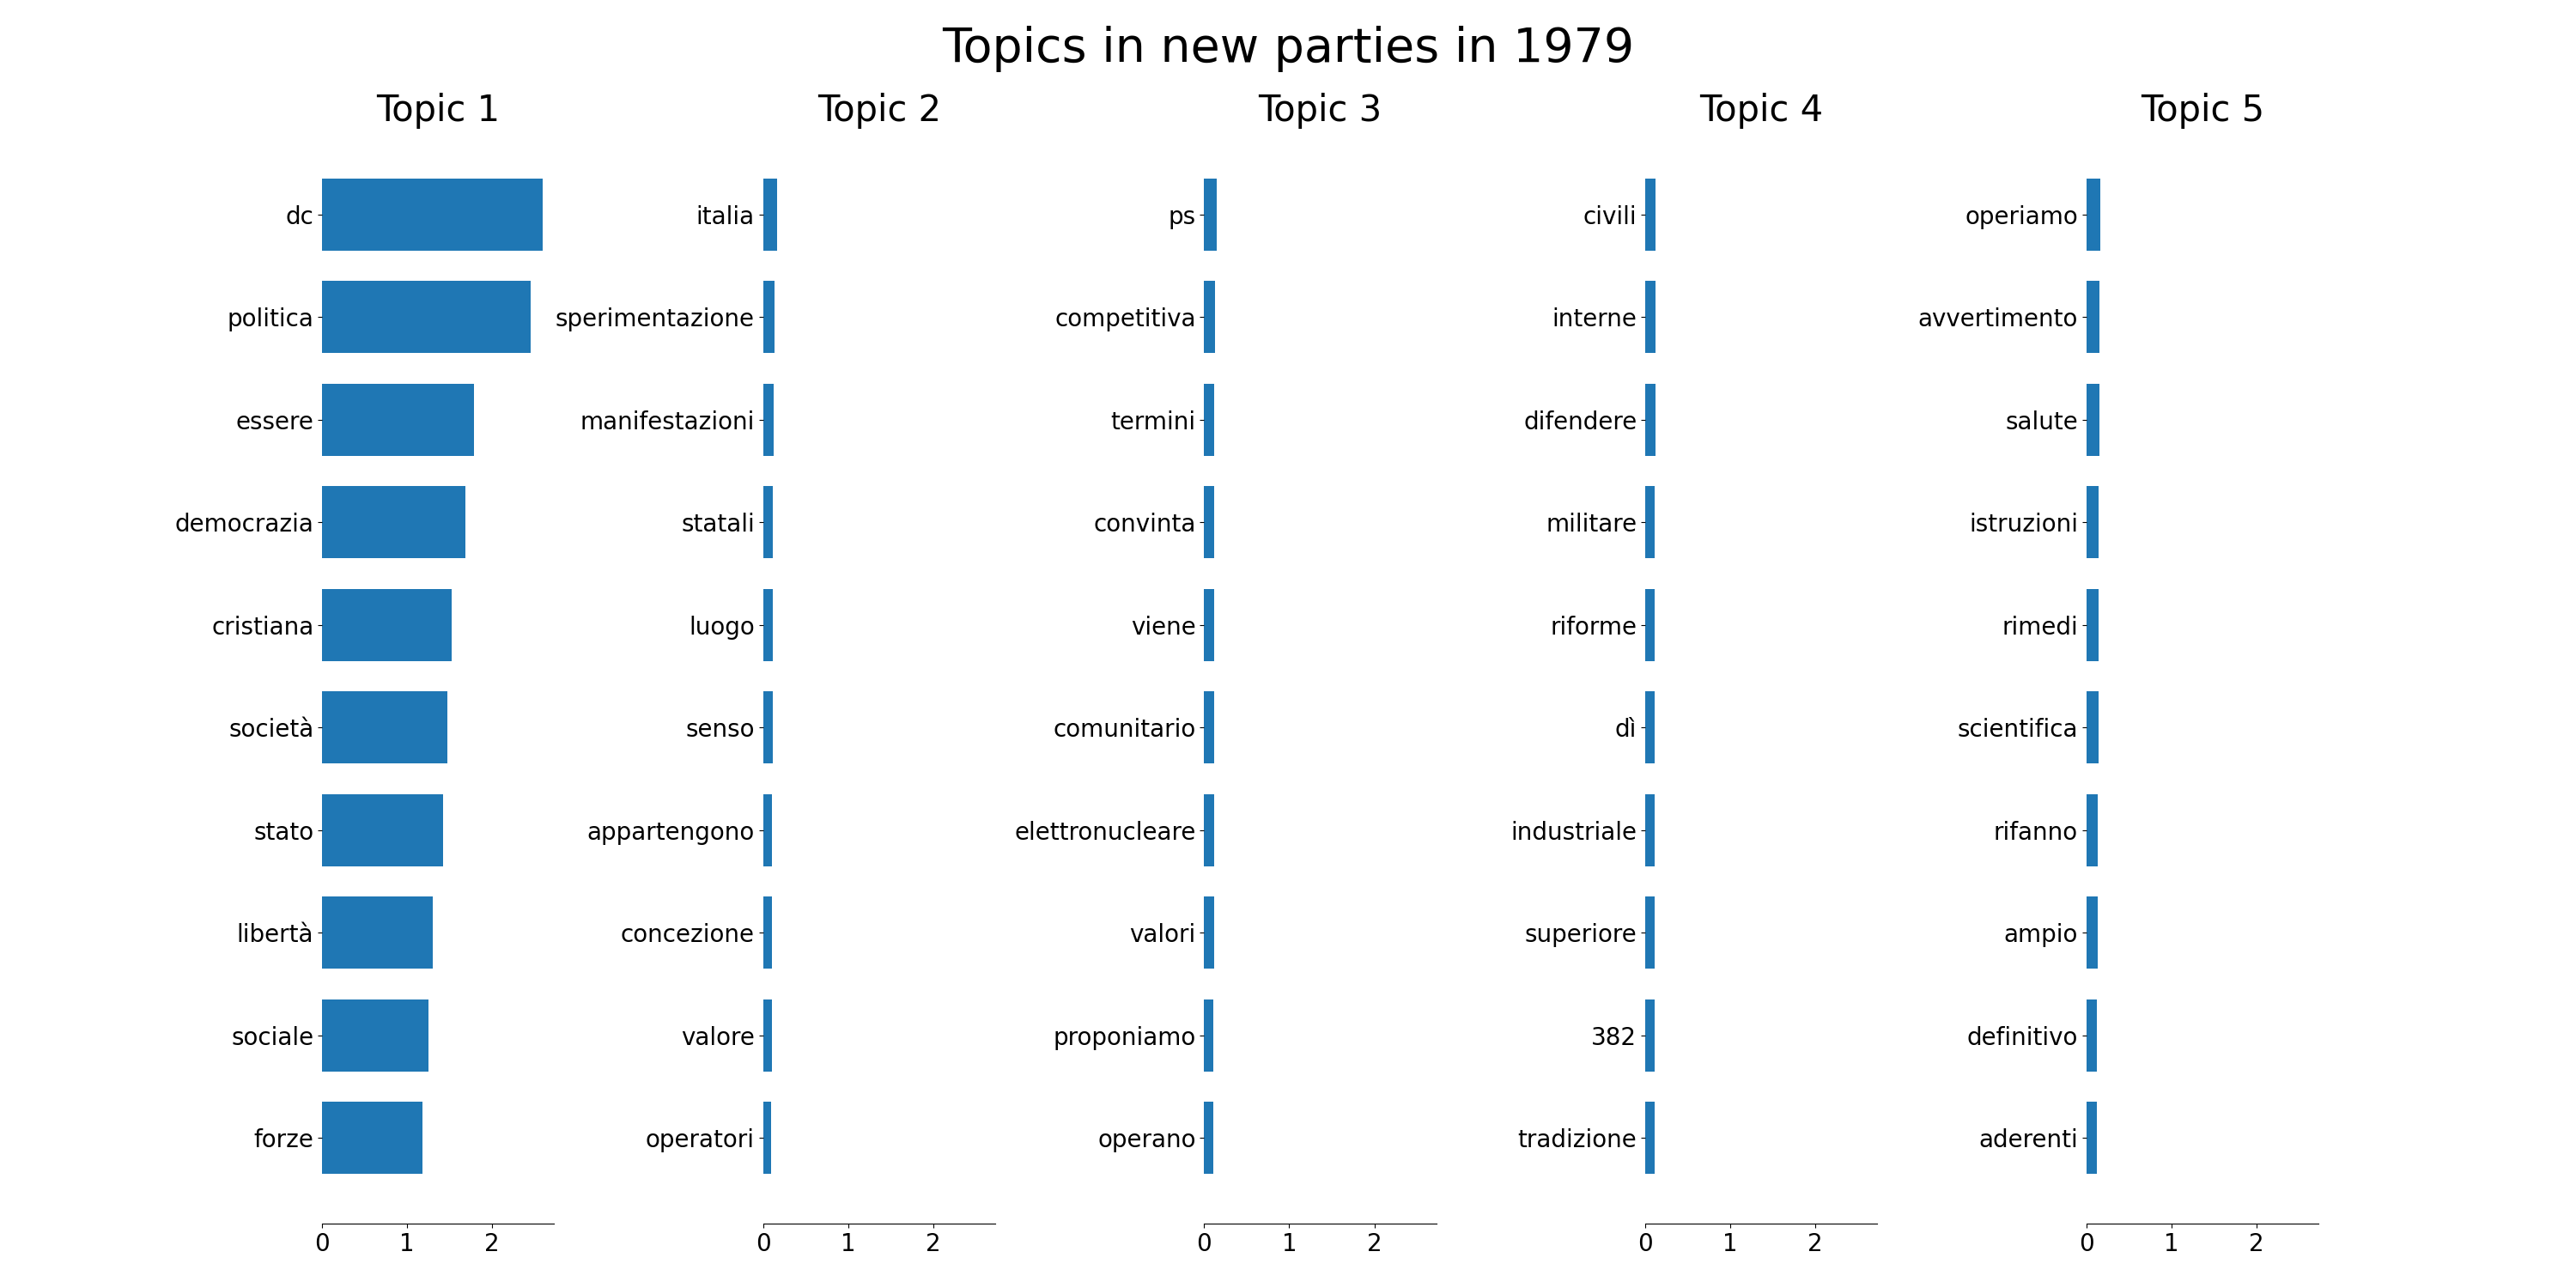 Topics in new parties in 1979
Topic 1
dc
politica
essere
democrazia
cristiana
società
stato
libertà
sociale
forze
0 1 2
Topic 2
italia
sperimentazione
manifestazioni
statali
luogo
senso
appartengono
concezione
valore
operatori
0 1 2
Topic 3
ps
competitiva
termini
convinta
viene
comunitario
elettronucleare
valori
proponiamo
operano
0 1 2
Topic 4
civili
interne
difendere
militare
riforme
dì
industriale
superiore
382
tradizione
0 1 2
Topic 5
operiamo
avvertimento
salute
istruzioni
rimedi
scientifica
rifanno
ampio
definitivo
aderenti
0 1 2